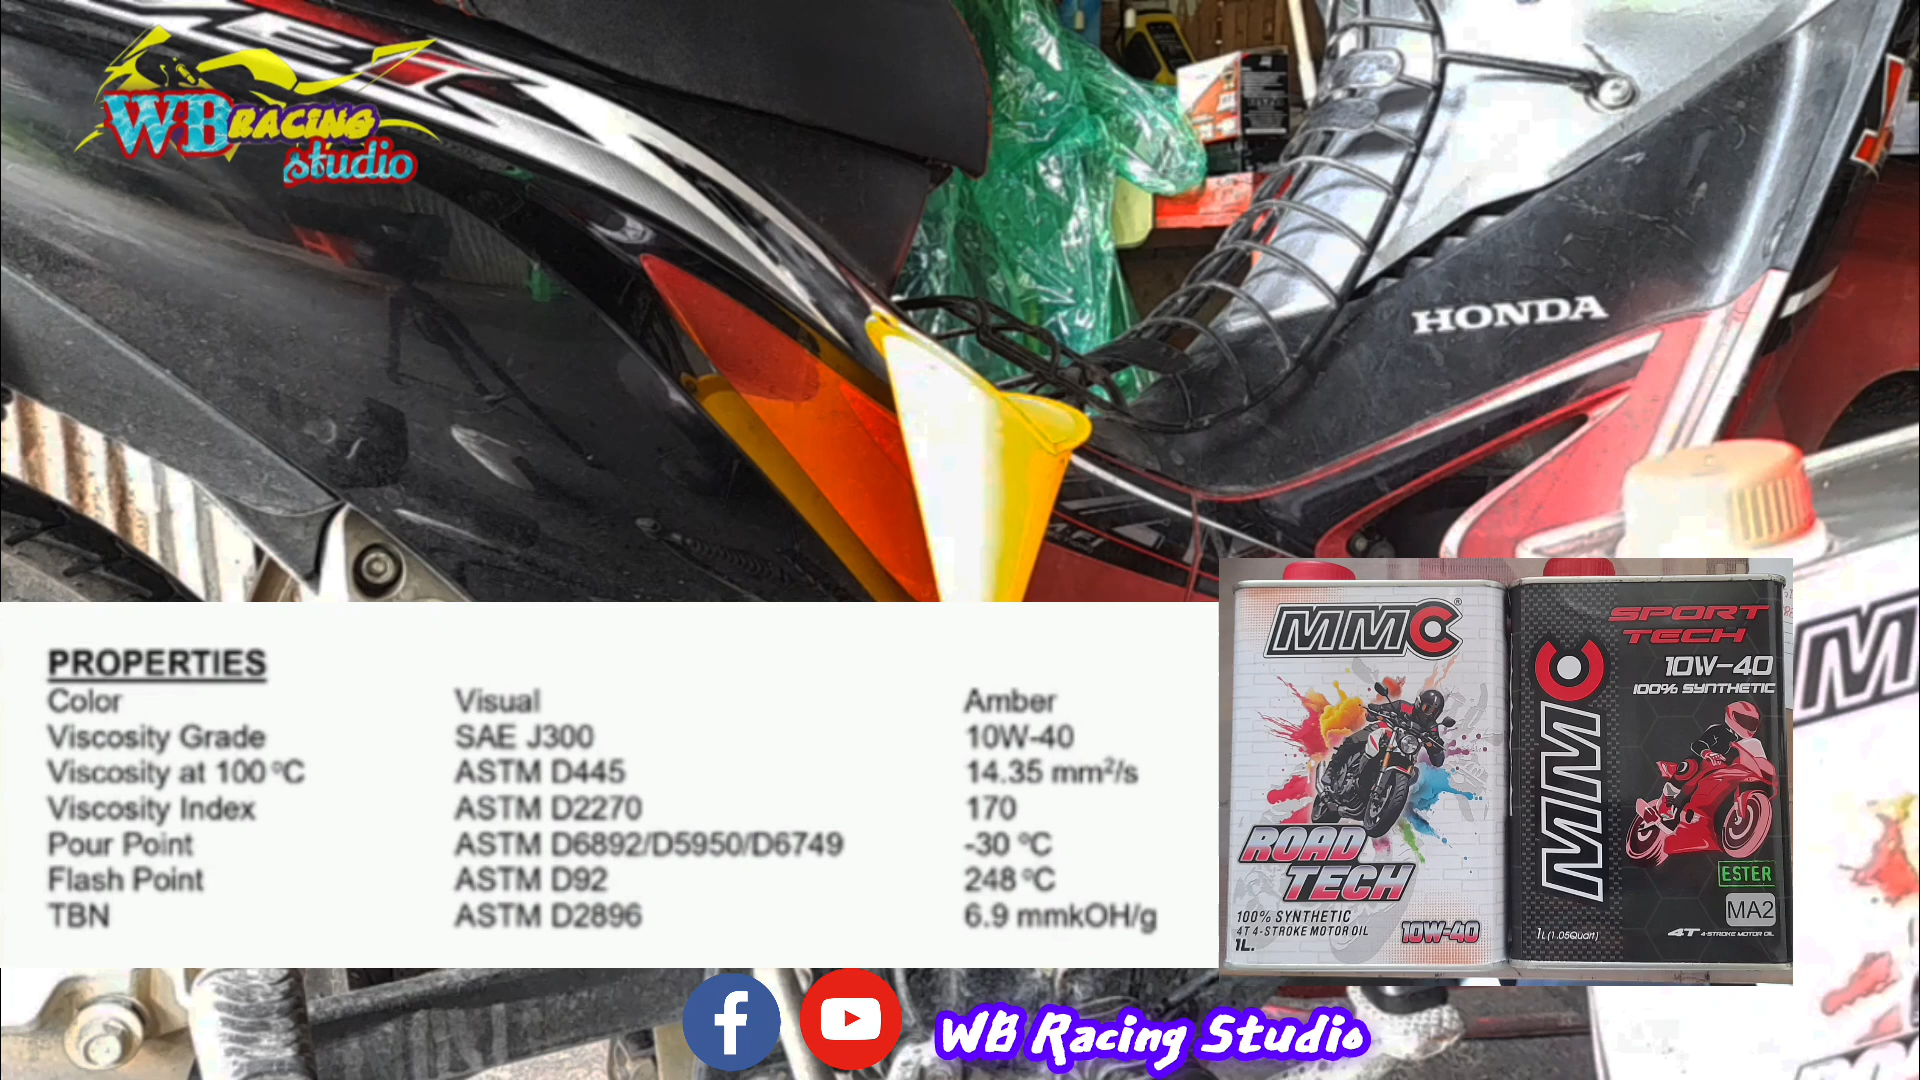 WB RACING
studio
HONDA
PROPERTIES
Color Visual Amber
Viscosity Grade SAE J300 10W-40
Viscosity at 100 ºC ASTM D445 14.35 mm²/s
Viscosity Index ASTM D2270 170
Pour Point ASTM D6892/D5950/D6749 -30 ºC
Flash Point ASTM D92 248 ºC
TBN ASTM D2896 6.9 mmkOH/g
MMC®
ROAD
TECH
100% SYNTHETIC
4T 4-STROKE MOTOR OIL
1L.
10W-40
SPORT
TECH
10W-40
100% SYNTHETIC
MMC
ESTER
MA2
1L(1.05Quart)
4T 4-STROKE MOTOR OIL
WB Racing Studio